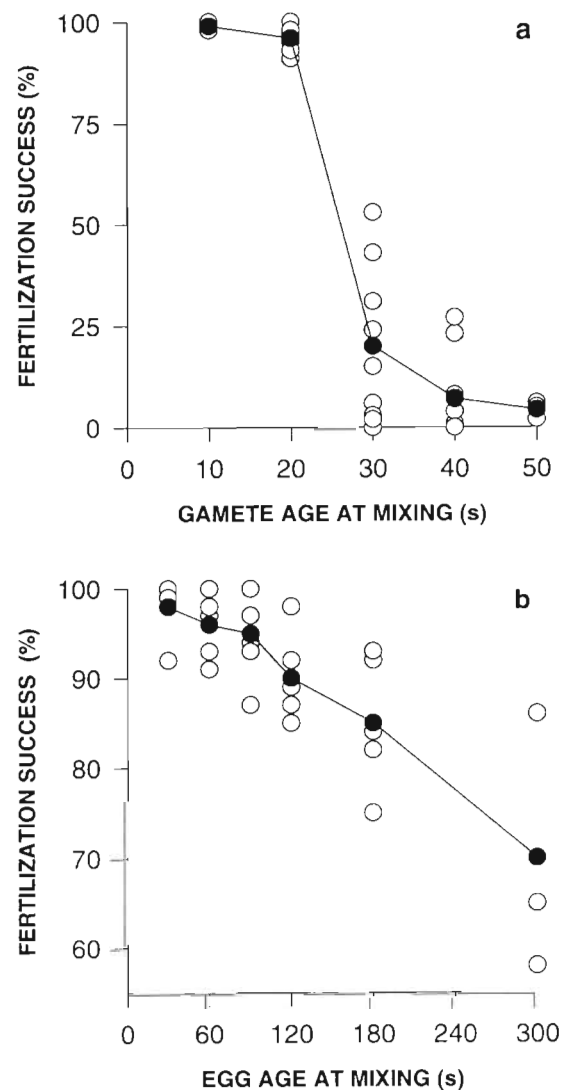 a
FERTILIZATION SUCCESS (%)
100
75
50
25
0
0 10 20 30 40 50
GAMETE AGE AT MIXING (s)
b
FERTILIZATION SUCCESS (%)
100
90
80
70
60
0 60 120 180 240 300
EGG AGE AT MIXING (s)